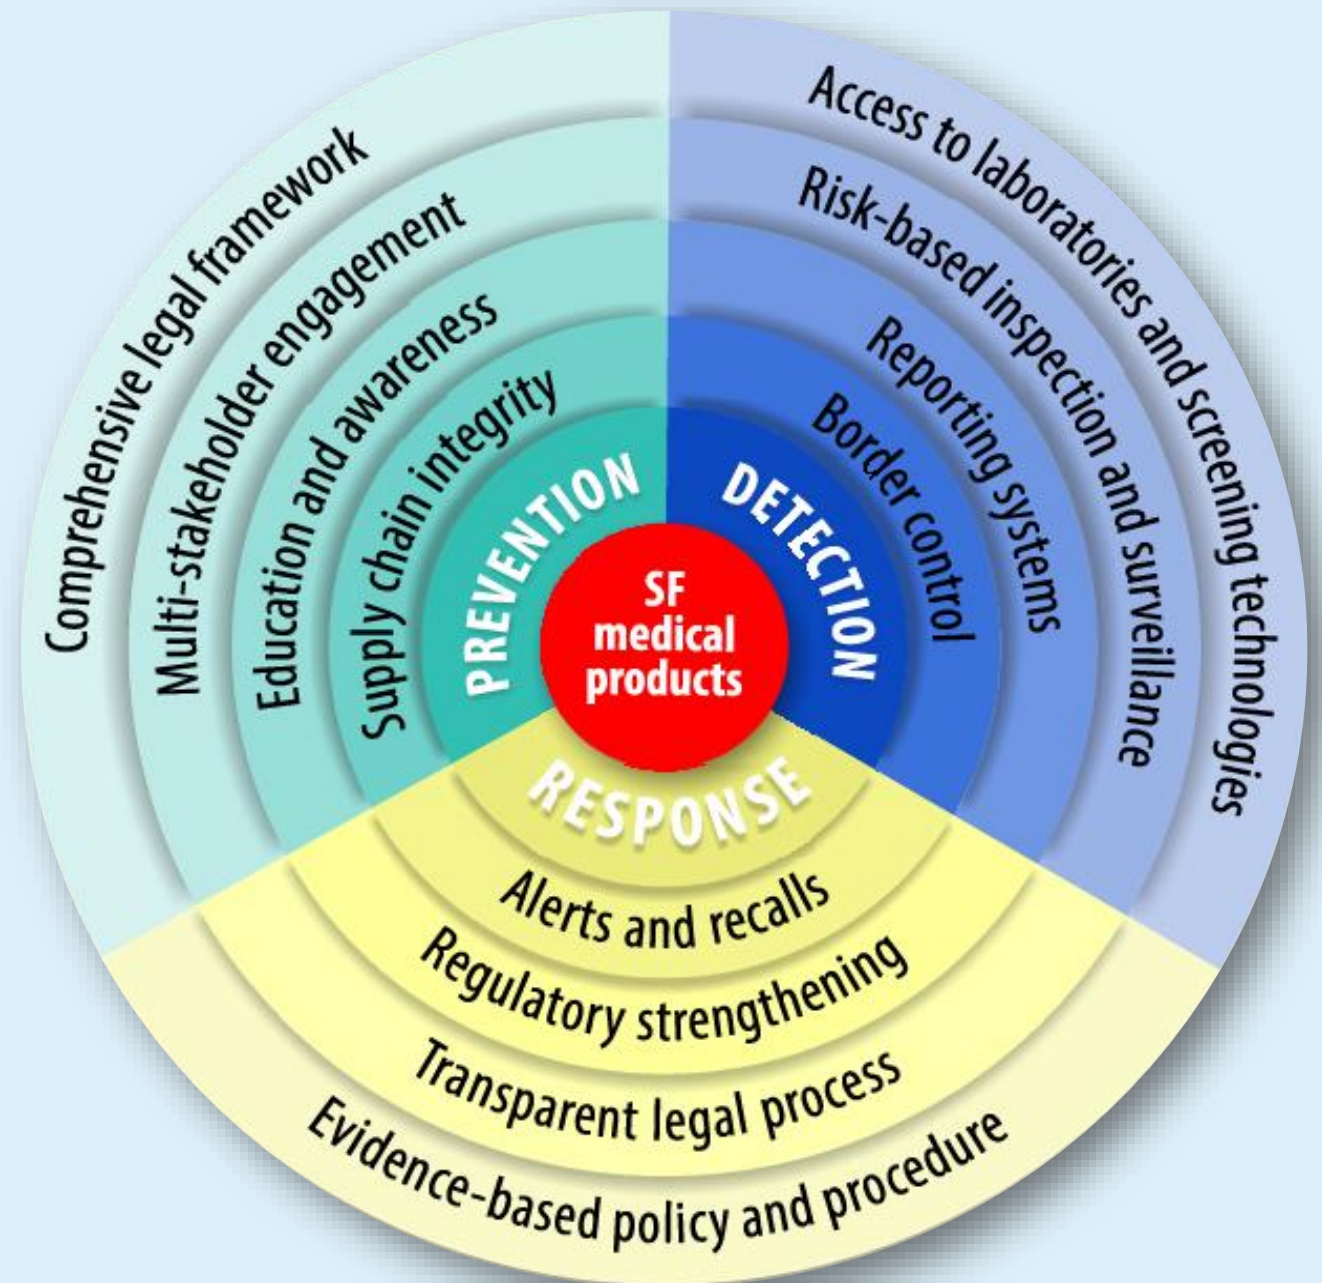 SF
medical
products
PREVENTION
Supply chain integrity
Education and awareness
Multi-stakeholder engagement
Comprehensive legal framework
DETECTION
Border control
Reporting systems
Risk-based inspection and surveillance
Access to laboratories and screening technologies
RESPONSE
Alerts and recalls
Regulatory strengthening
Transparent legal process
Evidence-based policy and procedure